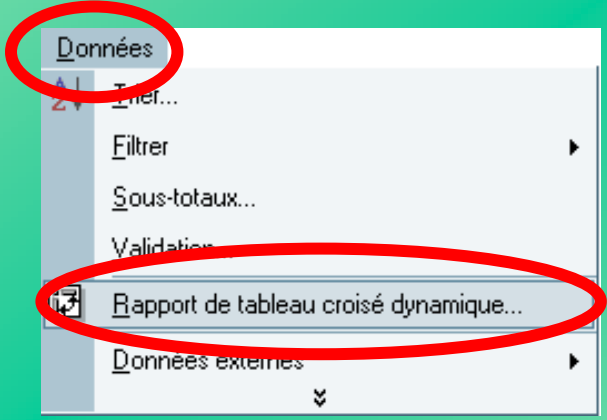 Données
Trier...
Filtrer
Sous-totaux...
Validation...
Rapport de tableau croisé dynamique...
Données externes